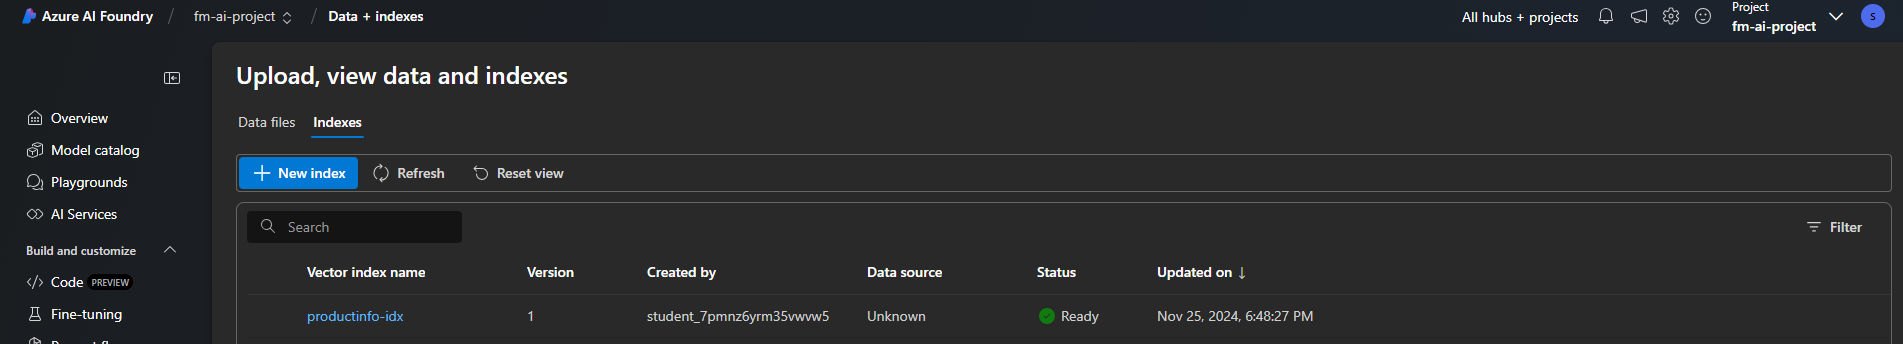 Azure AI Foundry / fm-ai-project / Data + indexes
All hubs + projects
Project
fm-ai-project
S
Upload, view data and indexes
Overview
Model catalog
Playgrounds
AI Services
Build and customize
Code PREVIEW
Fine-tuning
Data files Indexes
New index Refresh Reset view
Search
Filter
Vector index name Version Created by Data source Status Updated on ↓
productinfo-idx 1 student_7pmnz6yrm35vwvw5 Unknown Ready Nov 25, 2024, 6:48:27 PM